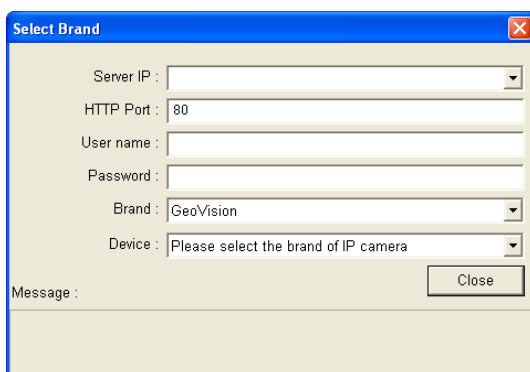 Select Brand
Server IP :
HTTP Port : 80
User name :
Password :
Brand : GeoVision
Device : Please select the brand of IP camera
Close
Message :